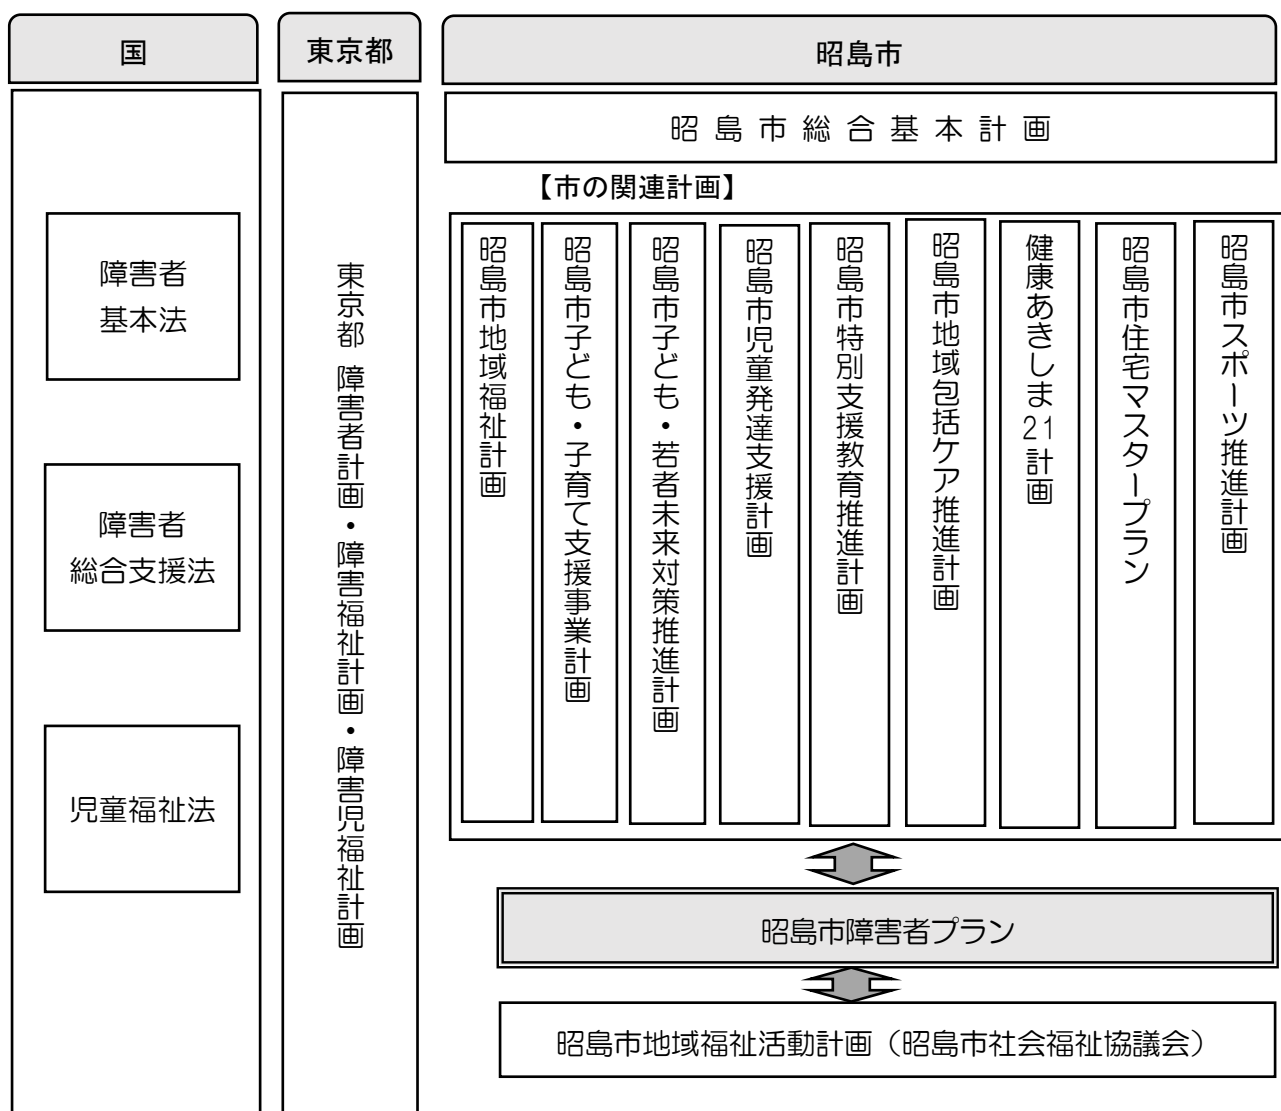 国
東京都
昭島市
障害者
基本法
障害者
総合支援法
児童福祉法
東京都 障害者計画・障害福祉計画・障害児福祉計画
昭島市総合基本計画
【市の関連計画】
昭島市地域福祉計画
昭島市子ども・子育て支援事業計画
昭島市子ども・若者未来対策推進計画
昭島市児童発達支援計画
昭島市特別支援教育推進計画
昭島市地域包括ケア推進計画
健康あきしま21計画
昭島市住宅マスタープラン
昭島市スポーツ推進計画
昭島市障害者プラン
昭島市地域福祉活動計画（昭島市社会福祉協議会）